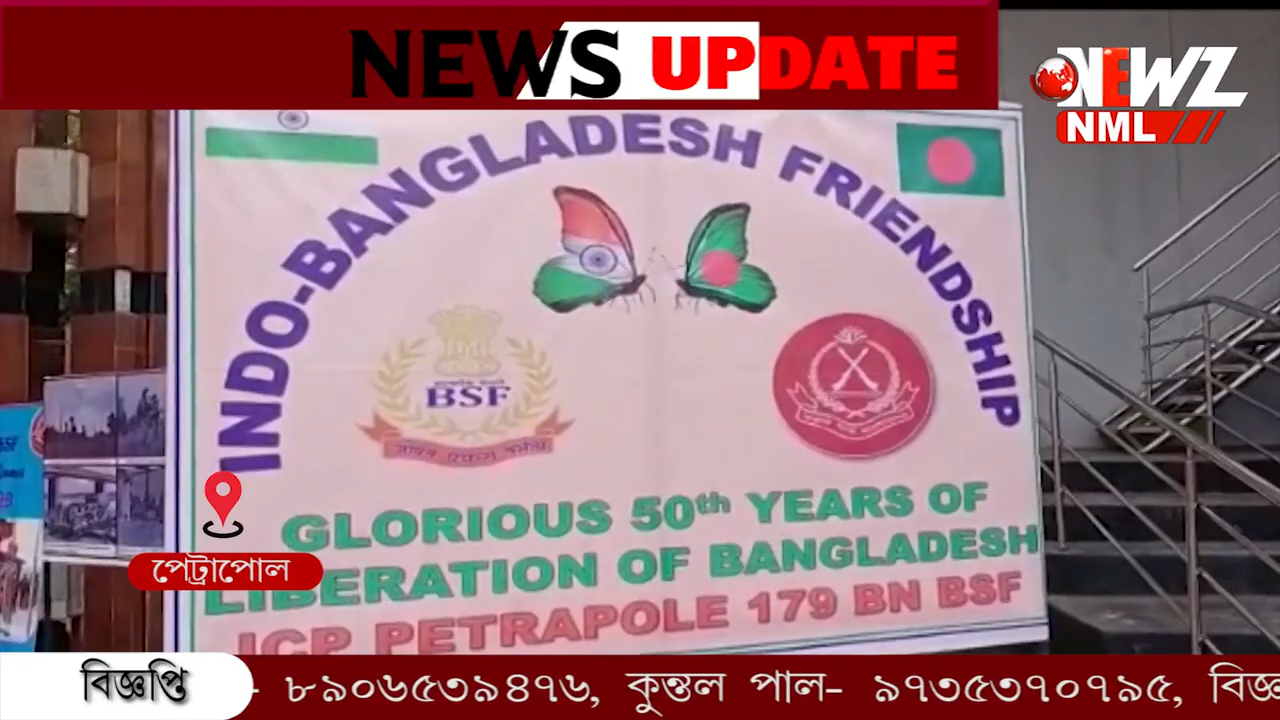 NEWS UPDATE
NEWZ
NML
INDO-BANGLADESH FRIENDSHIP
BSF
GLORIOUS 50th YEARS OF
LIBERATION OF BANGLADESH
ICP PETRAPOLE 179 BN BSF
পেট্রাপোল
বিজ্ঞপ্তি
- ৮৯০৬৫৩৯৪৭৬, কুন্তল পাল- ৯৭৩৫৩৭০৭৯৫, বিজ্ঞ